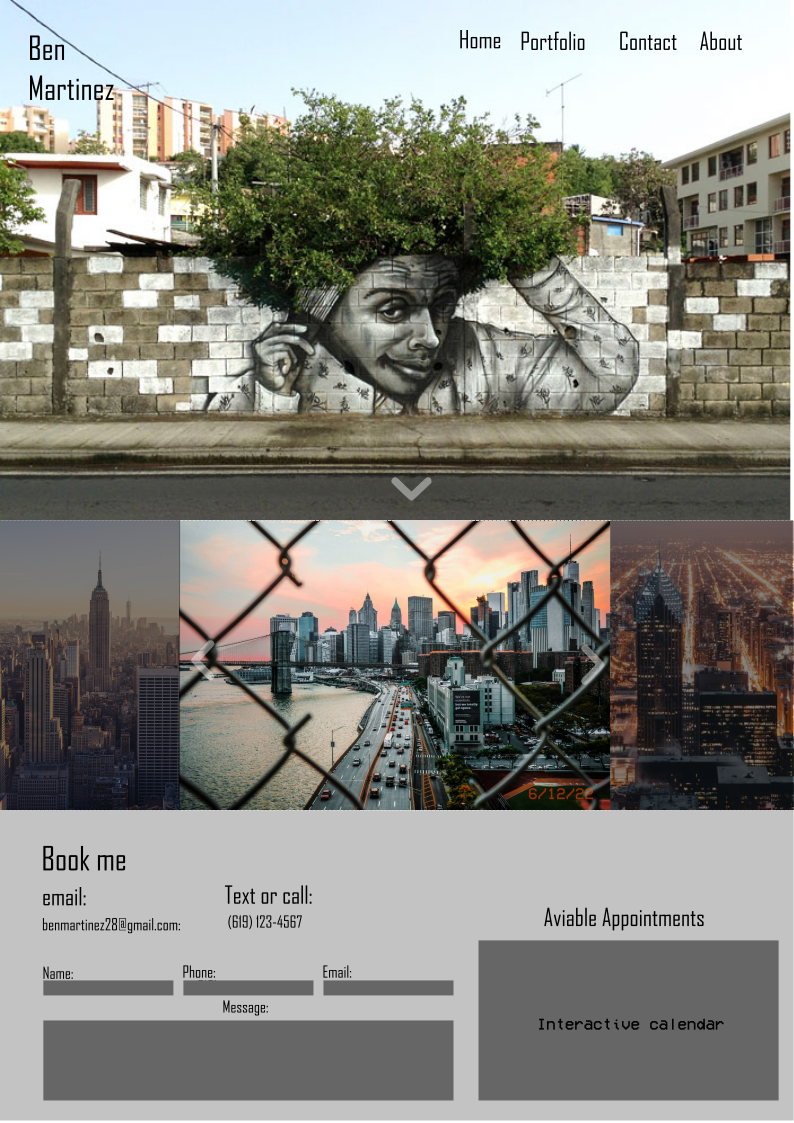 Ben
Martinez
Home Portfolio Contact About
6/12/22
Book me
email:
benmartinez28@gmail.com:
Text or call:
(619) 123-4567
Aviable Appointments
Name: Phone: Email:
Message:
Interactive calendar